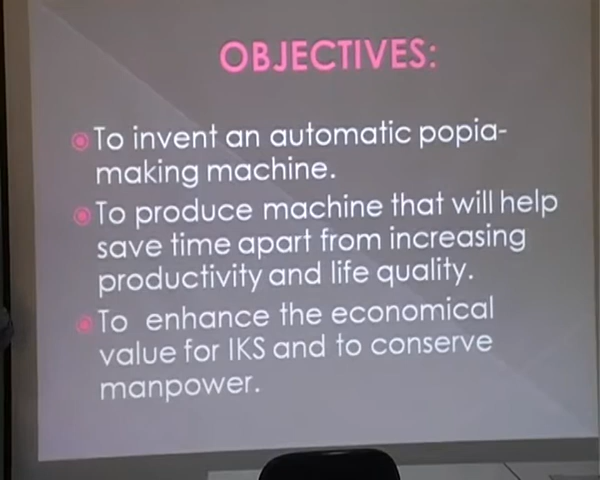 OBJECTIVES:
To invent an automatic popia-
making machine.
To produce machine that will help
save time apart from increasing
productivity and life quality.
To enhance the economical
value for IKS and to conserve
manpower.